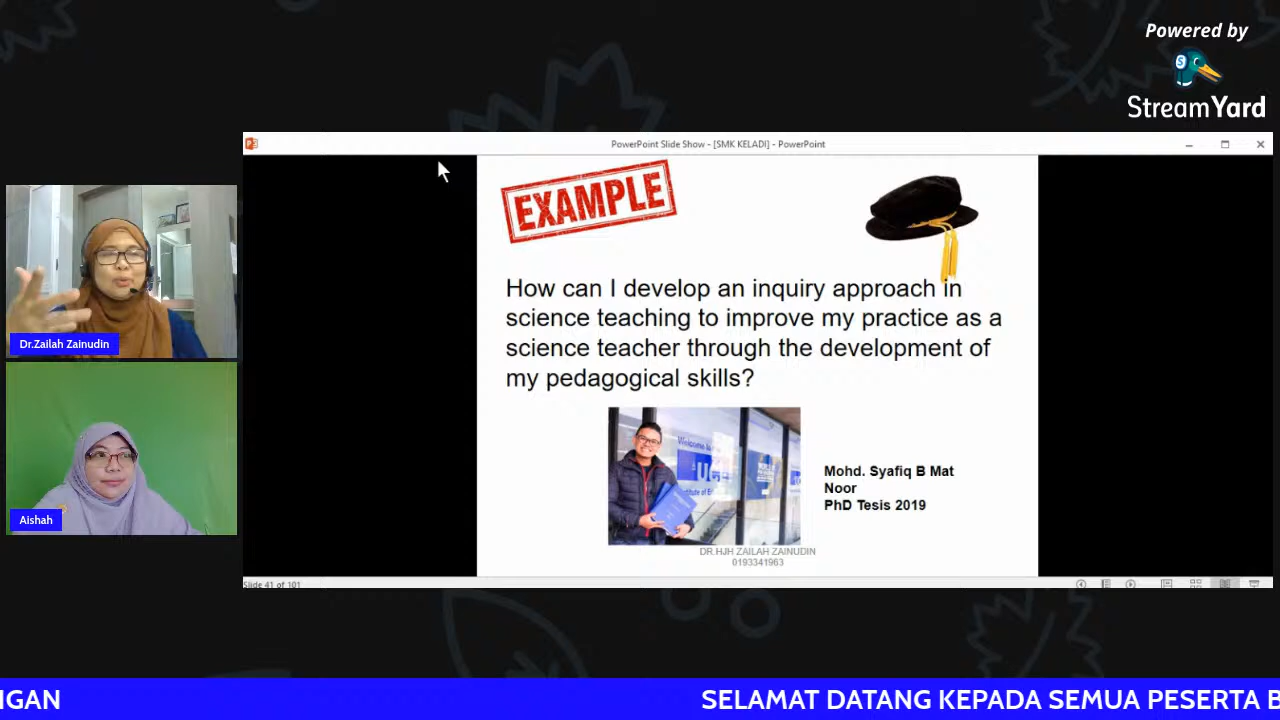 Powered by
StreamYard
PowerPoint Slide Show - [SMK KELADI] - PowerPoint
EXAMPLE
How can I develop an inquiry approach in
science teaching to improve my practice as a
science teacher through the development of
my pedagogical skills?
Mohd. Syafiq B Mat
Noor
PhD Tesis 2019
DR.HJH ZAILAH ZAINUDIN
0193341963
Slide 41 of 101
Dr.Zailah Zainudin
Aishah
NGAN
SELAMAT DATANG KEPADA SEMUA PESERTA B